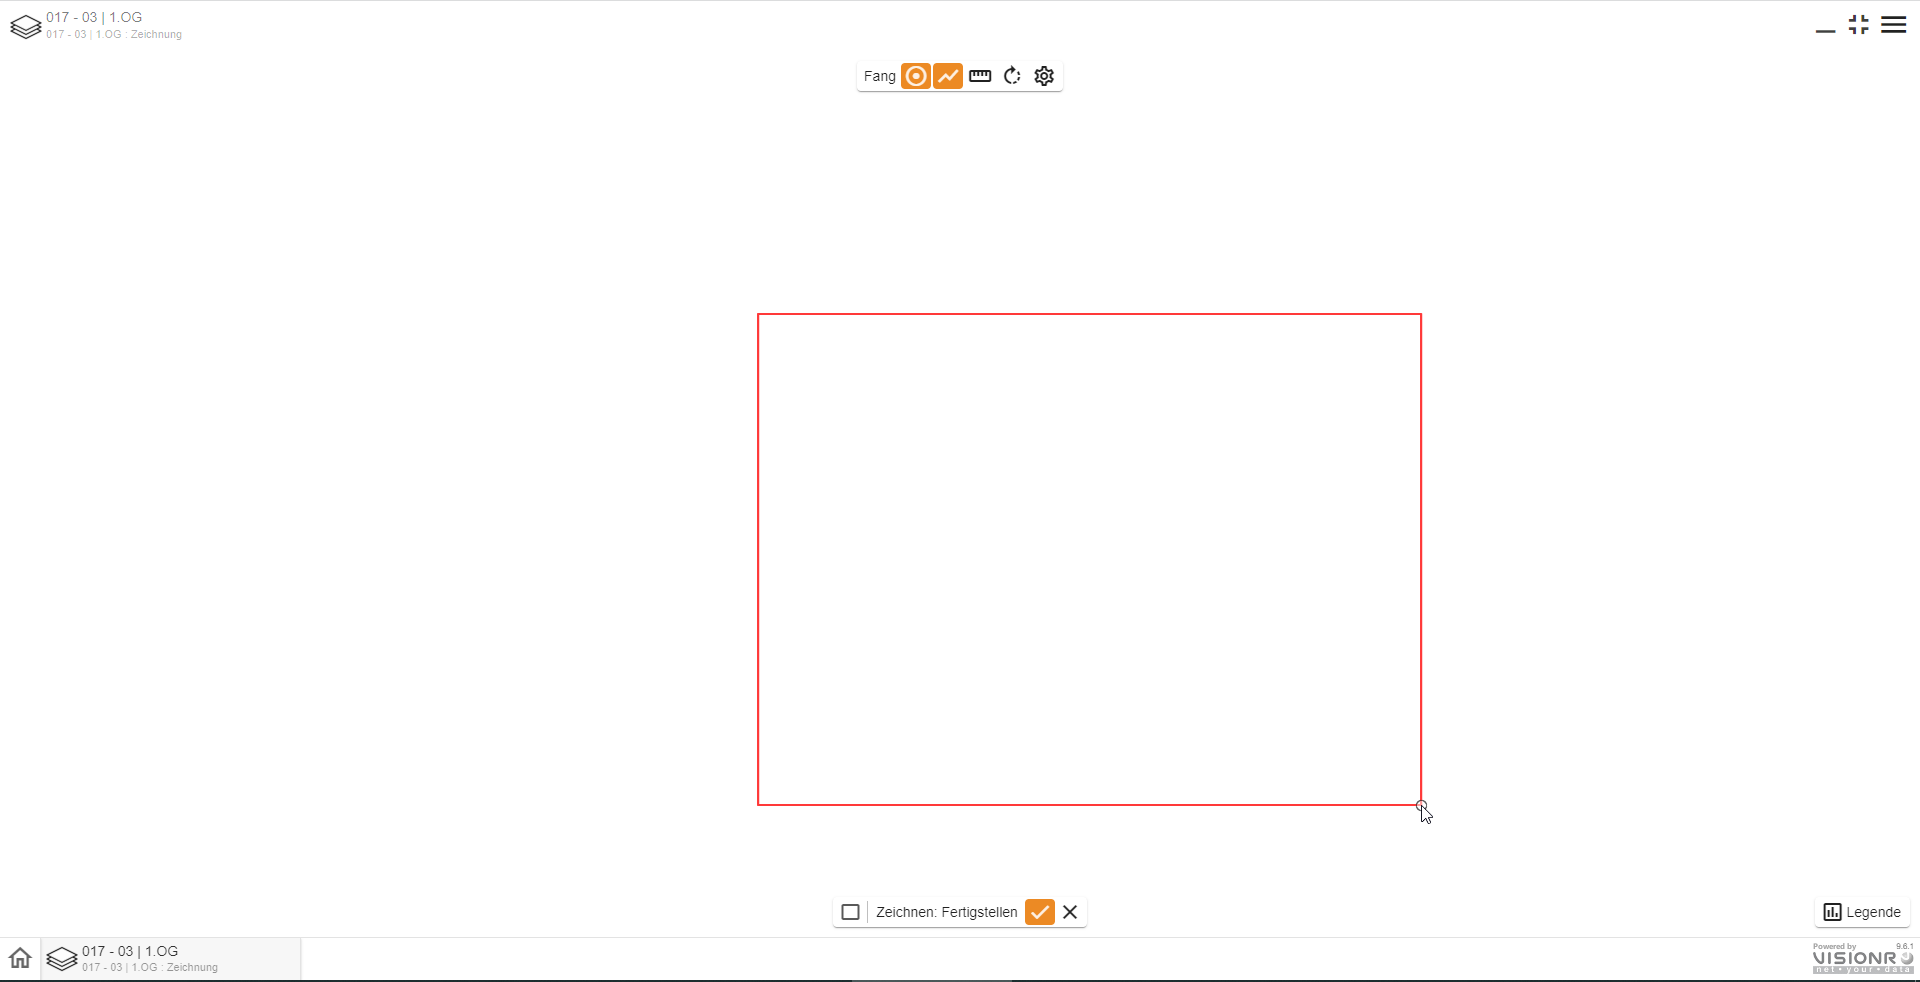 017 - 03 | 1.OG
017 - 03 | 1.OG : Zeichnung
Fang
Zeichnen: Fertigstellen
Legende
017 - 03 | 1.OG
017 - 03 | 1.OG : Zeichnung
Powered by 9.6.1
VISIONR
net • your • data